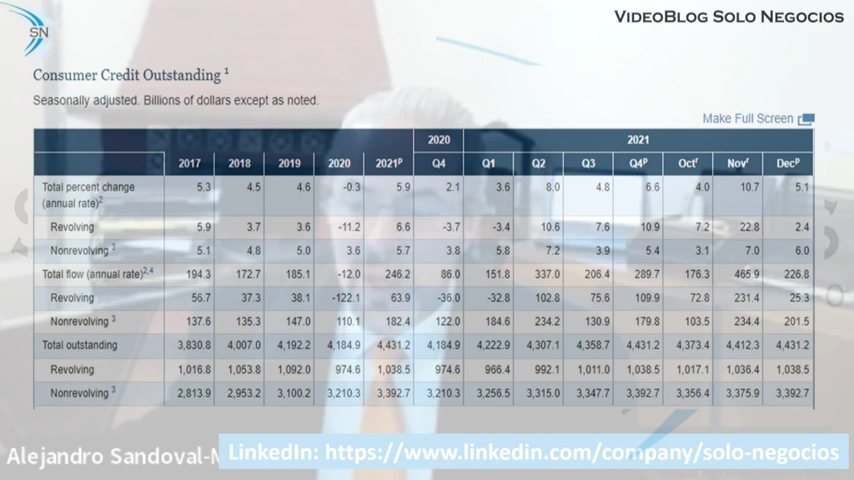 SN
VideoBlog Solo Negocios
Consumer Credit Outstanding 1
Seasonally adjusted. Billions of dollars except as noted.
Make Full Screen
2020 2021
2017 2018 2019 2020 2021p Q4 Q1 Q2 Q3 Q4p Octr Novr Decp
Total percent change 5.3 4.5 4.6 -0.3 5.9 2.1 3.6 8.0 4.8 6.6 4.0 10.7 5.1
(annual rate)2
Revolving 5.9 3.7 3.6 -11.2 6.6 -3.7 -3.4 10.6 7.6 10.9 7.2 22.8 2.4
Nonrevolving 3 5.1 4.8 5.0 3.6 5.7 3.8 5.8 7.2 3.9 5.4 3.1 7.0 6.0
Total flow (annual rate)2,4 194.3 172.7 185.1 -12.0 246.2 86.0 151.8 337.0 206.4 289.7 176.3 465.9 226.8
Revolving 56.7 37.3 38.1 -122.1 63.9 -36.0 -32.8 102.8 75.6 109.9 72.8 231.4 25.3
Nonrevolving 3 137.6 135.3 147.0 110.1 182.4 122.0 184.6 234.2 130.9 179.8 103.5 234.4 201.5
Total outstanding 3,830.8 4,007.0 4,192.2 4,184.9 4,431.2 4,184.9 4,222.9 4,307.1 4,358.7 4,431.2 4,373.4 4,412.3 4,431.2
Revolving 1,016.8 1,053.8 1,092.0 974.6 1,038.5 974.6 966.4 992.1 1,011.0 1,038.5 1,017.1 1,036.4 1,038.5
Nonrevolving 3 2,813.9 2,953.2 3,100.2 3,210.3 3,392.7 3,210.3 3,256.5 3,315.0 3,347.7 3,392.7 3,356.4 3,375.9 3,392.7
Alejandro Sandoval-
LinkedIn: https://www.linkedin.com/company/solo-negocios